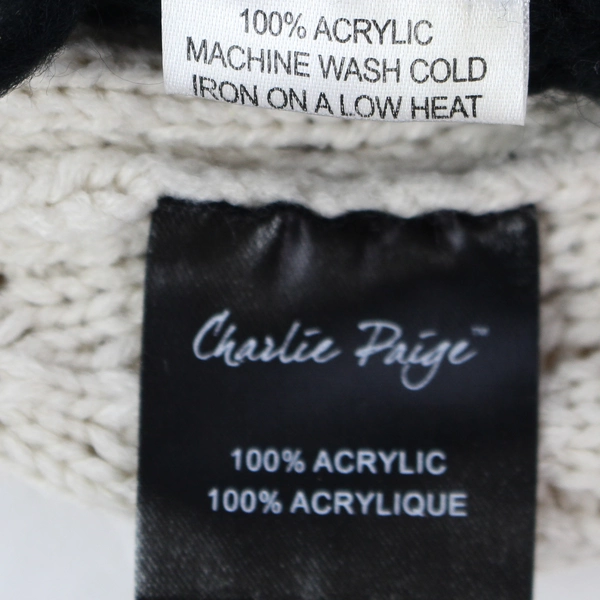 100% ACRYLIC
MACHINE WASH COLD
IRON ON A LOW HEAT
Charlie Paige™
100% ACRYLIC
100% ACRYLIQUE